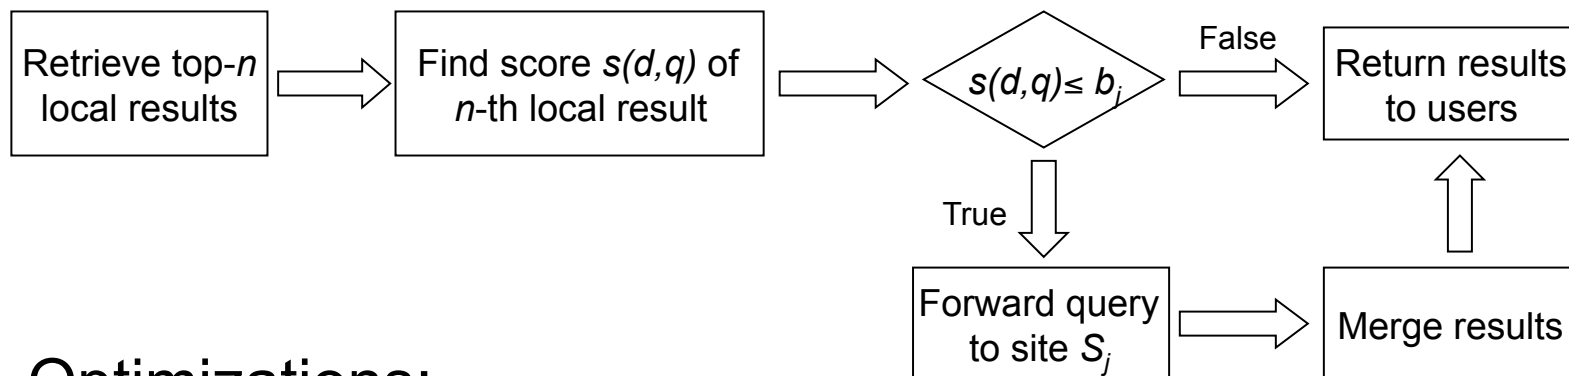 Retrieve top-n
local results
Find score s(d,q) of
n-th local result
s(d,q)≤ bj
False
Return results
to users
True
Forward query
to site Sj
Merge results
Optimizations: